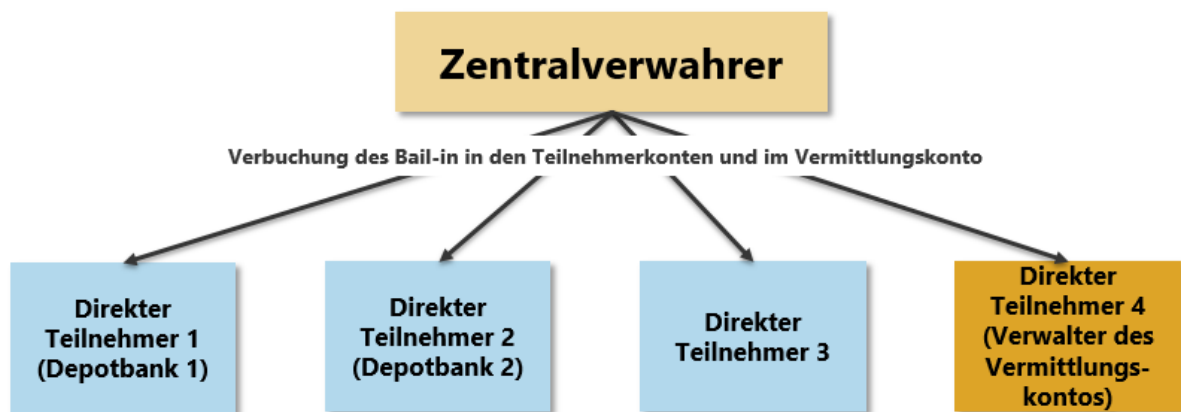 Zentralverwahrer
Verbuchung des Bail-in in den Teilnehmerkonten und im Vermittlungskonto
Direkter
Teilnehmer 1
(Depotbank 1)
Direkter
Teilnehmer 2
(Depotbank 2)
Direkter
Teilnehmer 3
Direkter
Teilnehmer 4
(Verwalter des
Vermittlungs-
kontos)